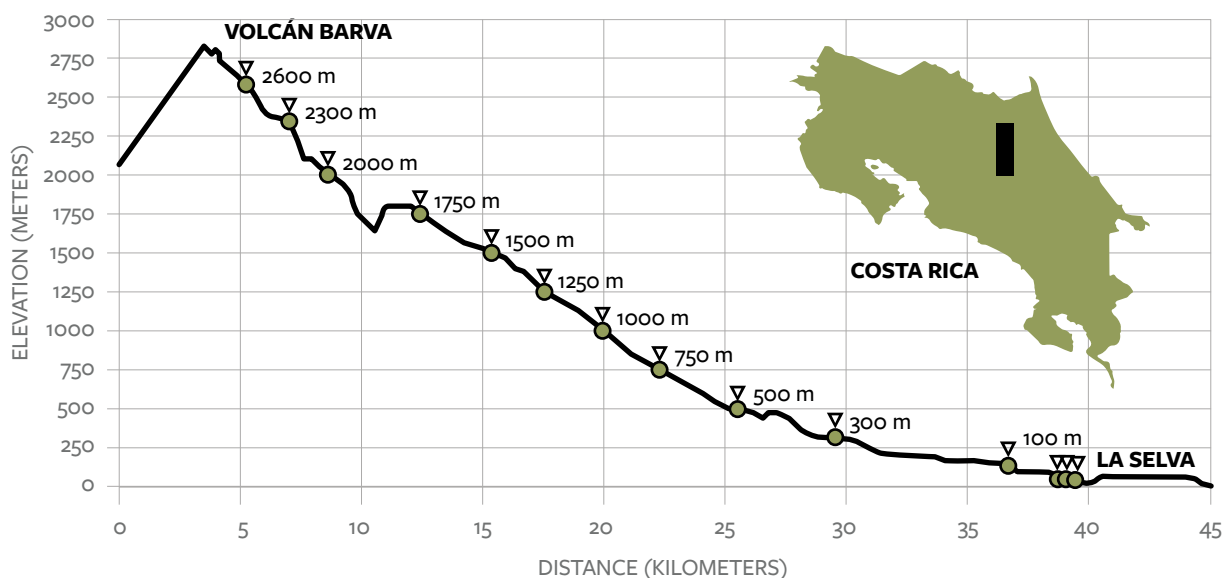 3000
VOLCÁN BARVA
2750
2600 m
2500
2300 m
2250
2000 m
2000
1750 m
1750
1500 m
1500
COSTA RICA
1250 m
1250
1000 m
1000
750 m
750
500 m
500
300 m
250
100 m
LA SELVA
0
ELEVATION (METERS)
0 5 10 15 20 25 30 35 40 45
DISTANCE (KILOMETERS)